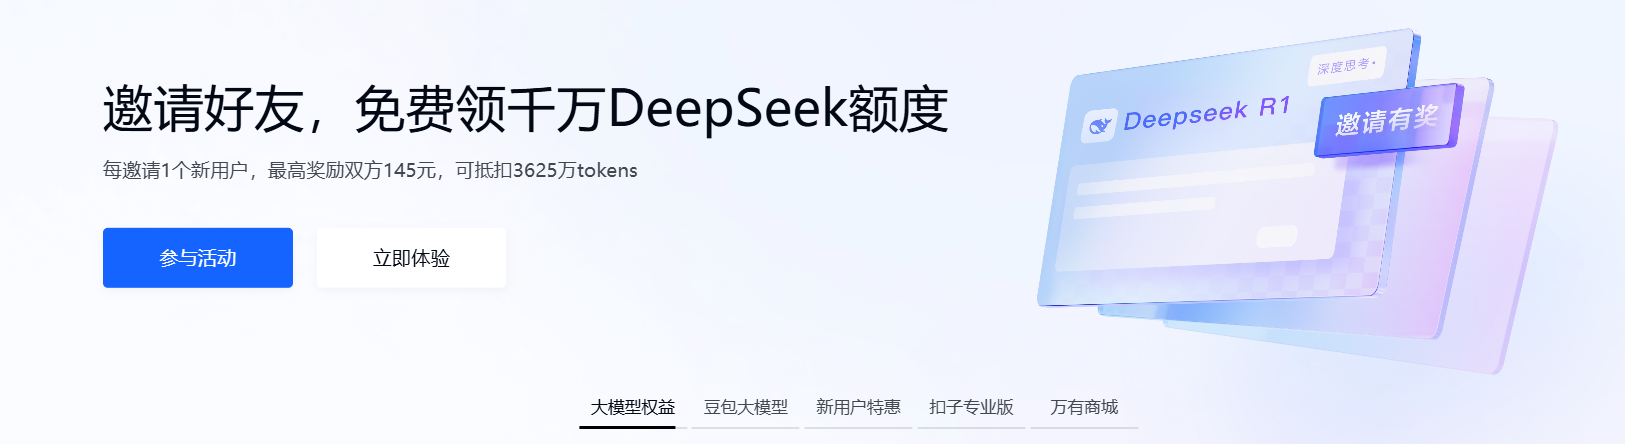 邀请好友，免费领千万DeepSeek额度
每邀请1个新用户，最高奖励双方145元，可抵扣3625万tokens
参与活动
立即体验
深度思考
Deepseek R1
邀请有奖
大模型权益
豆包大模型
新用户特惠
扣子专业版
万有商城